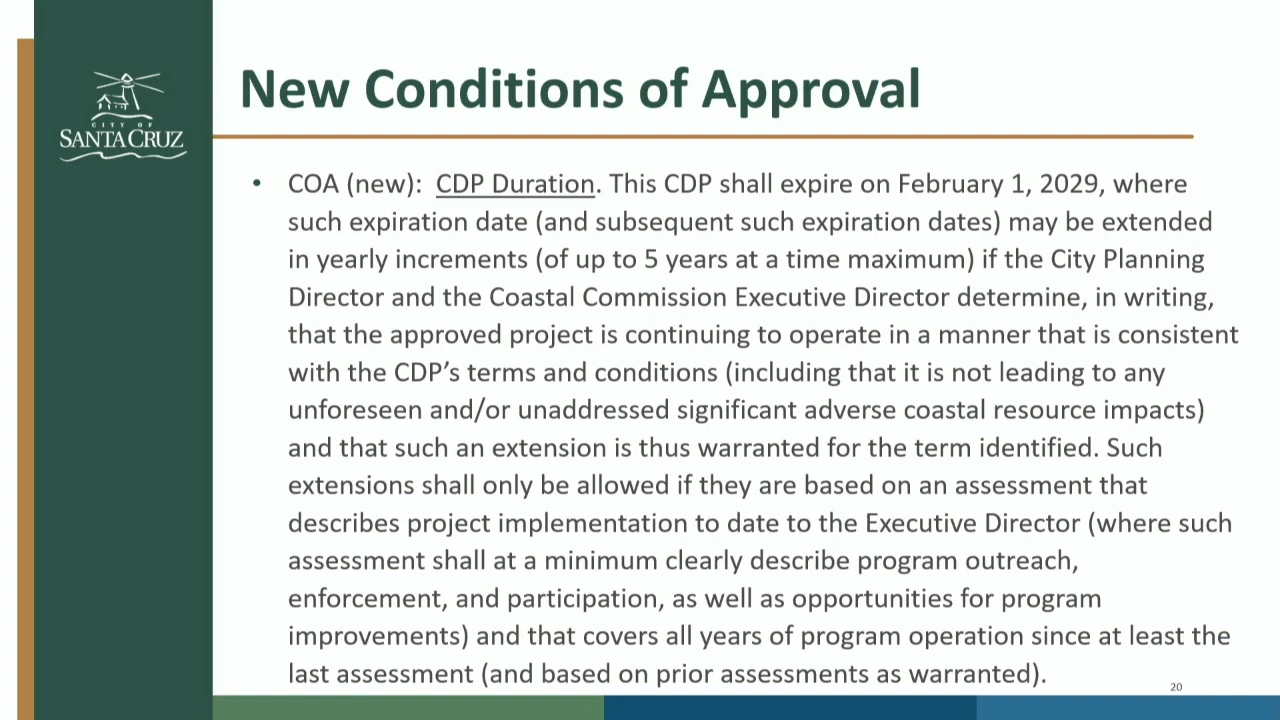 New Conditions of Approval
CITY OF
SANTA CRUZ
• COA (new): CDP Duration. This CDP shall expire on February 1, 2029, where
such expiration date (and subsequent such expiration dates) may be extended
in yearly increments (of up to 5 years at a time maximum) if the City Planning
Director and the Coastal Commission Executive Director determine, in writing,
that the approved project is continuing to operate in a manner that is consistent
with the CDP’s terms and conditions (including that it is not leading to any
unforeseen and/or unaddressed significant adverse coastal resource impacts)
and that such an extension is thus warranted for the term identified. Such
extensions shall only be allowed if they are based on an assessment that
describes project implementation to date to the Executive Director (where such
assessment shall at a minimum clearly describe program outreach,
enforcement, and participation, as well as opportunities for program
improvements) and that covers all years of program operation since at least the
last assessment (and based on prior assessments as warranted).
20